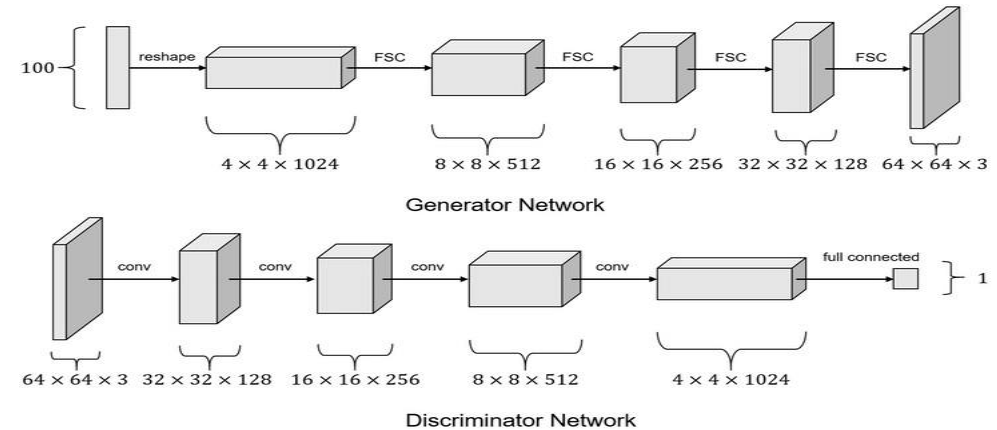 100 reshape FSC FSC FSC FSC
4 × 4 × 1024 8 × 8 × 512 16 × 16 × 256 32 × 32 × 128 64 × 64 × 3
Generator Network
conv conv conv conv full connected 1
64 × 64 × 3 32 × 32 × 128 16 × 16 × 256 8 × 8 × 512 4 × 4 × 1024
Discriminator Network